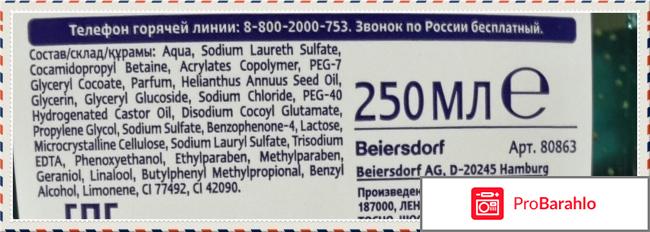 Телефон горячей линии: 8-800-2000-753. Звонок по России бесплатный.
Состав/склад/құрамы: Aqua, Sodium Laureth Sulfate,
Cocamidopropyl Betaine, Acrylates Copolymer, PEG-7
Glyceryl Cocoate, Parfum, Helianthus Annuus Seed Oil,
Glycerin, Glyceryl Glucoside, Sodium Chloride, PEG-40
Hydrogenated Castor Oil, Disodium Cocoyl Glutamate,
Propylene Glycol, Sodium Sulfate, Benzophenone-4, Lactose,
Microcrystalline Cellulose, Sodium Lauryl Sulfate, Trisodium
EDTA, Phenoxyethanol, Ethylparaben, Methylparaben,
Geraniol, Linalool, Butylphenyl Methylpropional, Benzyl
Alcohol, Limonene, CI 77492, CI 42090.
250 МЛ e
Beiersdorf Арт. 80863
Beiersdorf AG, D-20245 Hamburg
Произведен
187000, ЛЕН
ProBarahlo